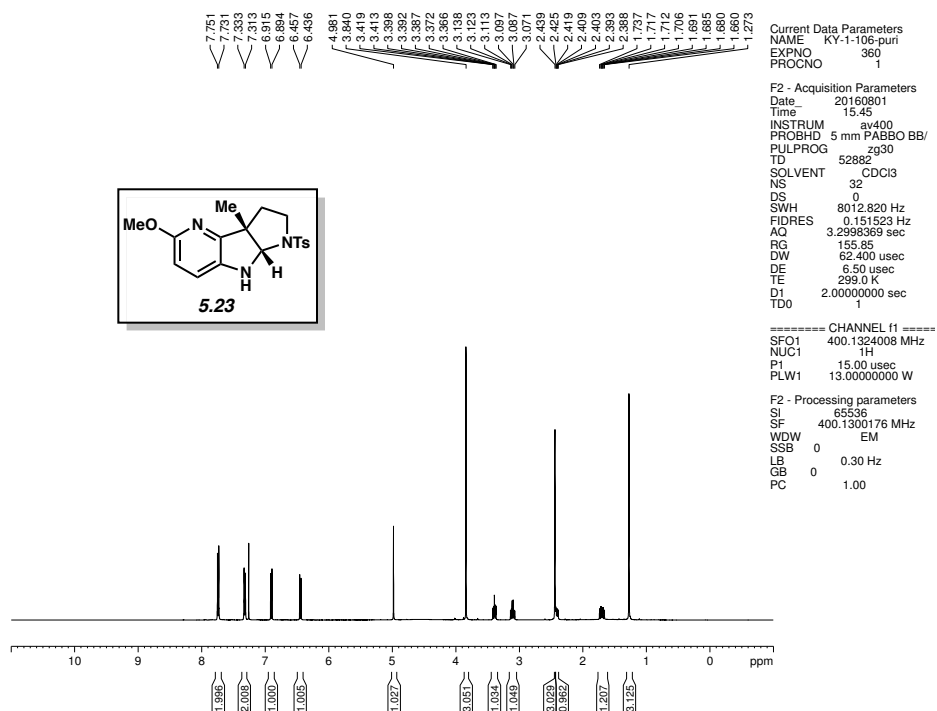 7.751
7.731
7.333
7.313
6.915
6.894
6.457
6.436
4.981
3.840
3.419
3.413
3.398
3.392
3.387
3.372
3.366
3.138
3.123
3.113
3.097
3.087
3.071
2.439
2.425
2.419
2.409
2.403
2.393
2.388
1.737
1.717
1.712
1.706
1.691
1.685
1.680
1.660
1.273
Current Data Parameters
NAME KY-1-106-puri
EXPNO 360
PROCNO 1
F2 - Acquisition Parameters
Date_ 20160801
Time 15.45
INSTRUM av400
PROBHD 5 mm PABBO BB/
PULPROG zg30
TD 52882
SOLVENT CDCl3
NS 32
DS 0
SWH 8012.820 Hz
FIDRES 0.151523 Hz
AQ 3.2998369 sec
RG 155.85
DW 62.400 usec
DE 6.50 usec
TE 299.0 K
D1 2.00000000 sec
TD0 1
======== CHANNEL f1 =====
SFO1 400.1324008 MHz
NUC1 1H
P1 15.00 usec
PLW1 13.00000000 W
F2 - Processing parameters
SI 65536
SF 400.1300176 MHz
WDW EM
SSB 0
LB 0.30 Hz
GB 0
PC 1.00
Me
MeO N
NTs
N
H
H
5.23
10 9 8 7 6 5 4 3 2 1 0 ppm
1.996
2.008
1.000
1.005
1.027
3.051
1.034
1.049
3.029
0.962
1.207
3.125